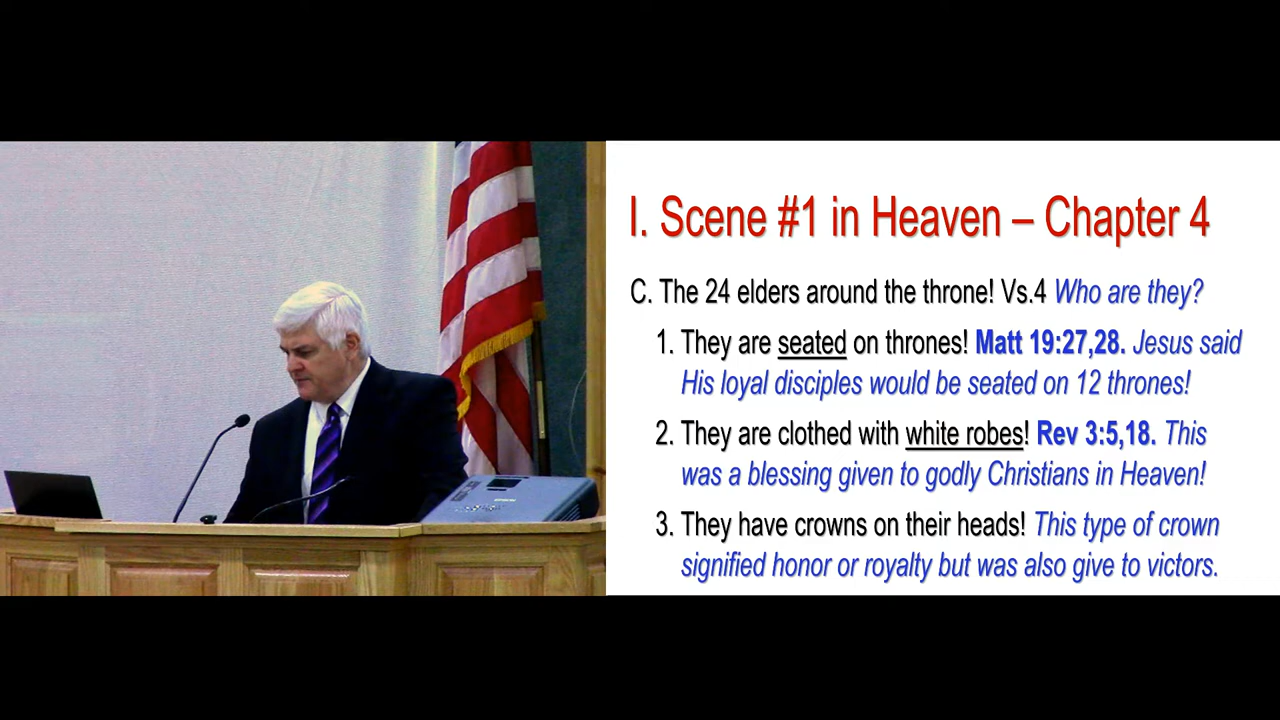 I. Scene #1 in Heaven – Chapter 4
C. The 24 elders around the throne! Vs.4 Who are they?
1. They are seated on thrones! Matt 19:27,28. Jesus said
His loyal disciples would be seated on 12 thrones!
2. They are clothed with white robes! Rev 3:5,18. This
was a blessing given to godly Christians in Heaven!
3. They have crowns on their heads! This type of crown
signified honor or royalty but was also give to victors.